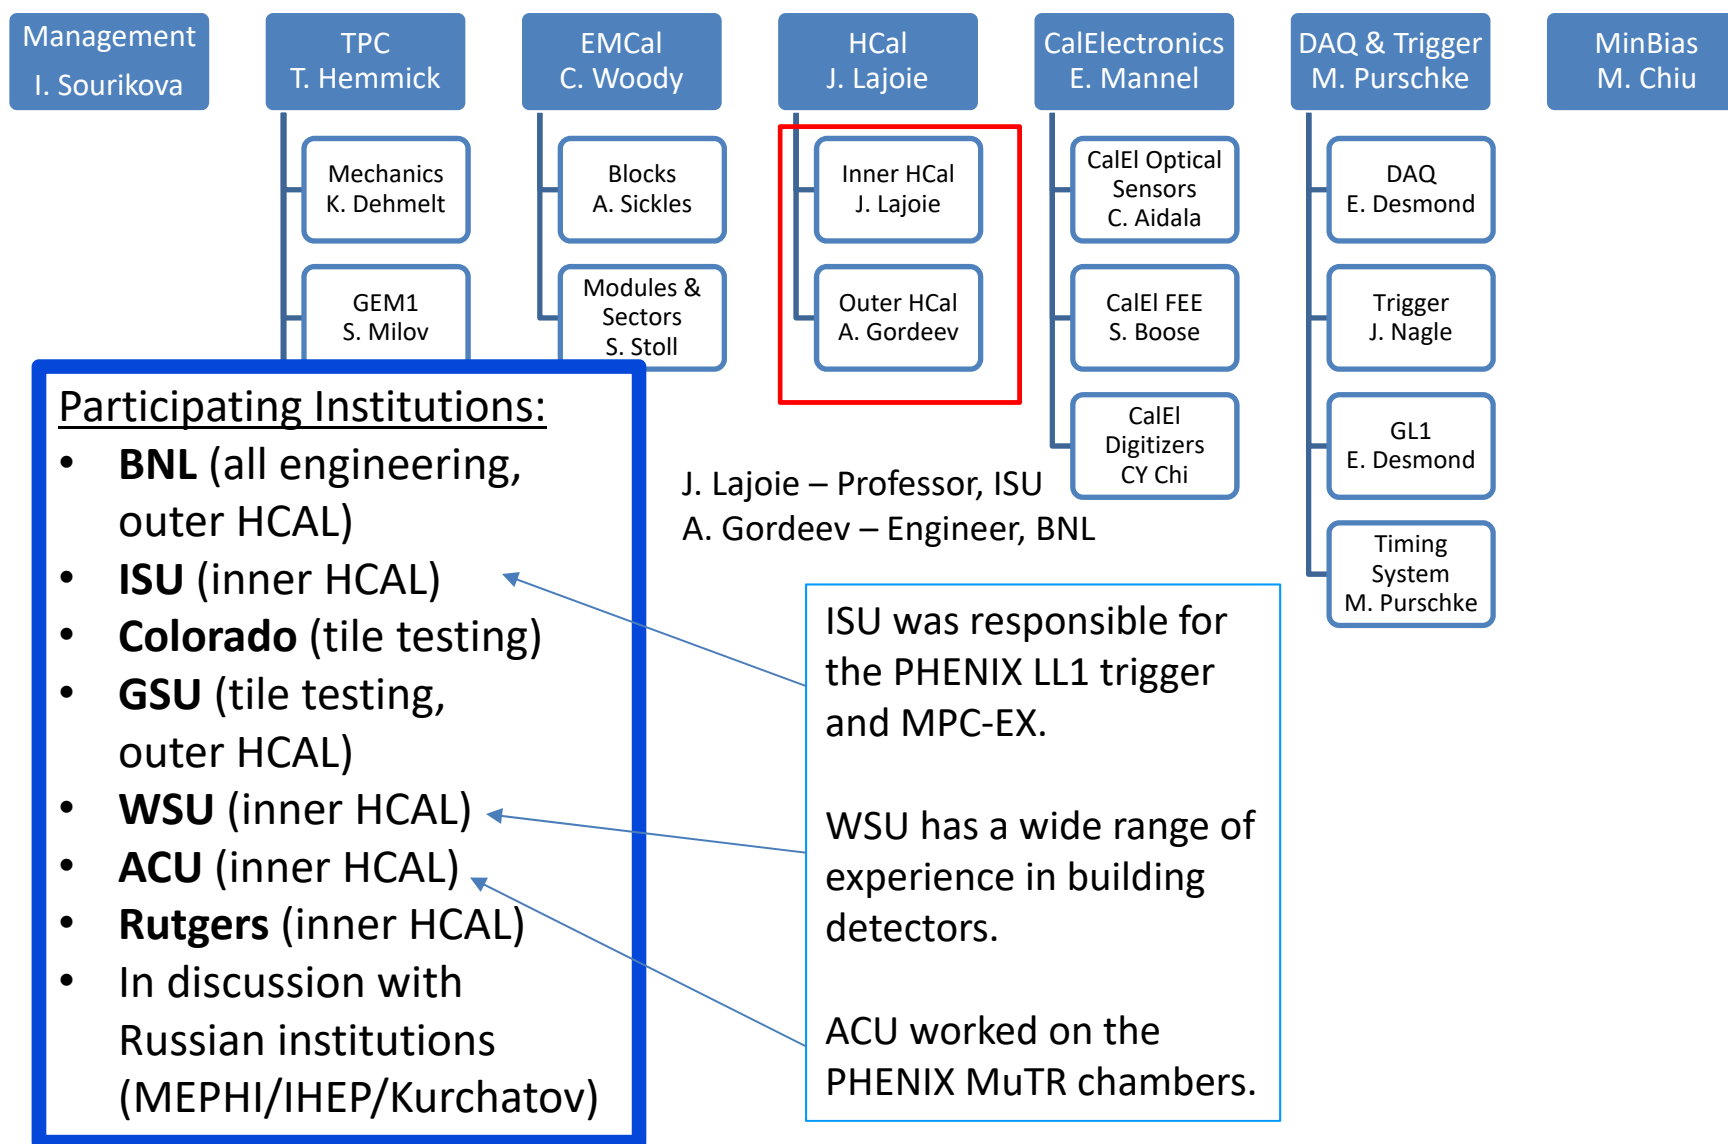 Management
I. Sourikova
TPC
T. Hemmick
EMCal
C. Woody
HCal
J. Lajoie
CalElectronics
E. Mannel
DAQ & Trigger
M. Purschke
MinBias
M. Chiu
Mechanics
K. Dehmelt
GEM1
S. Milov
Blocks
A. Sickles
Modules &
Sectors
S. Stoll
Inner HCal
J. Lajoie
Outer HCal
A. Gordeev
CalEl Optical
Sensors
C. Aidala
CalEl FEE
S. Boose
CalEl
Digitizers
CY Chi
DAQ
E. Desmond
Trigger
J. Nagle
GL1
E. Desmond
Timing
System
M. Purschke
Participating Institutions:
• BNL (all engineering,
outer HCAL)
• ISU (inner HCAL)
• Colorado (tile testing)
• GSU (tile testing,
outer HCAL)
• WSU (inner HCAL)
• ACU (inner HCAL)
• Rutgers (inner HCAL)
• In discussion with
Russian institutions
(MEPHI/IHEP/Kurchatov)
J. Lajoie – Professor, ISU
A. Gordeev – Engineer, BNL
ISU was responsible for
the PHENIX LL1 trigger
and MPC-EX.
WSU has a wide range of
experience in building
detectors.
ACU worked on the
PHENIX MuTR chambers.